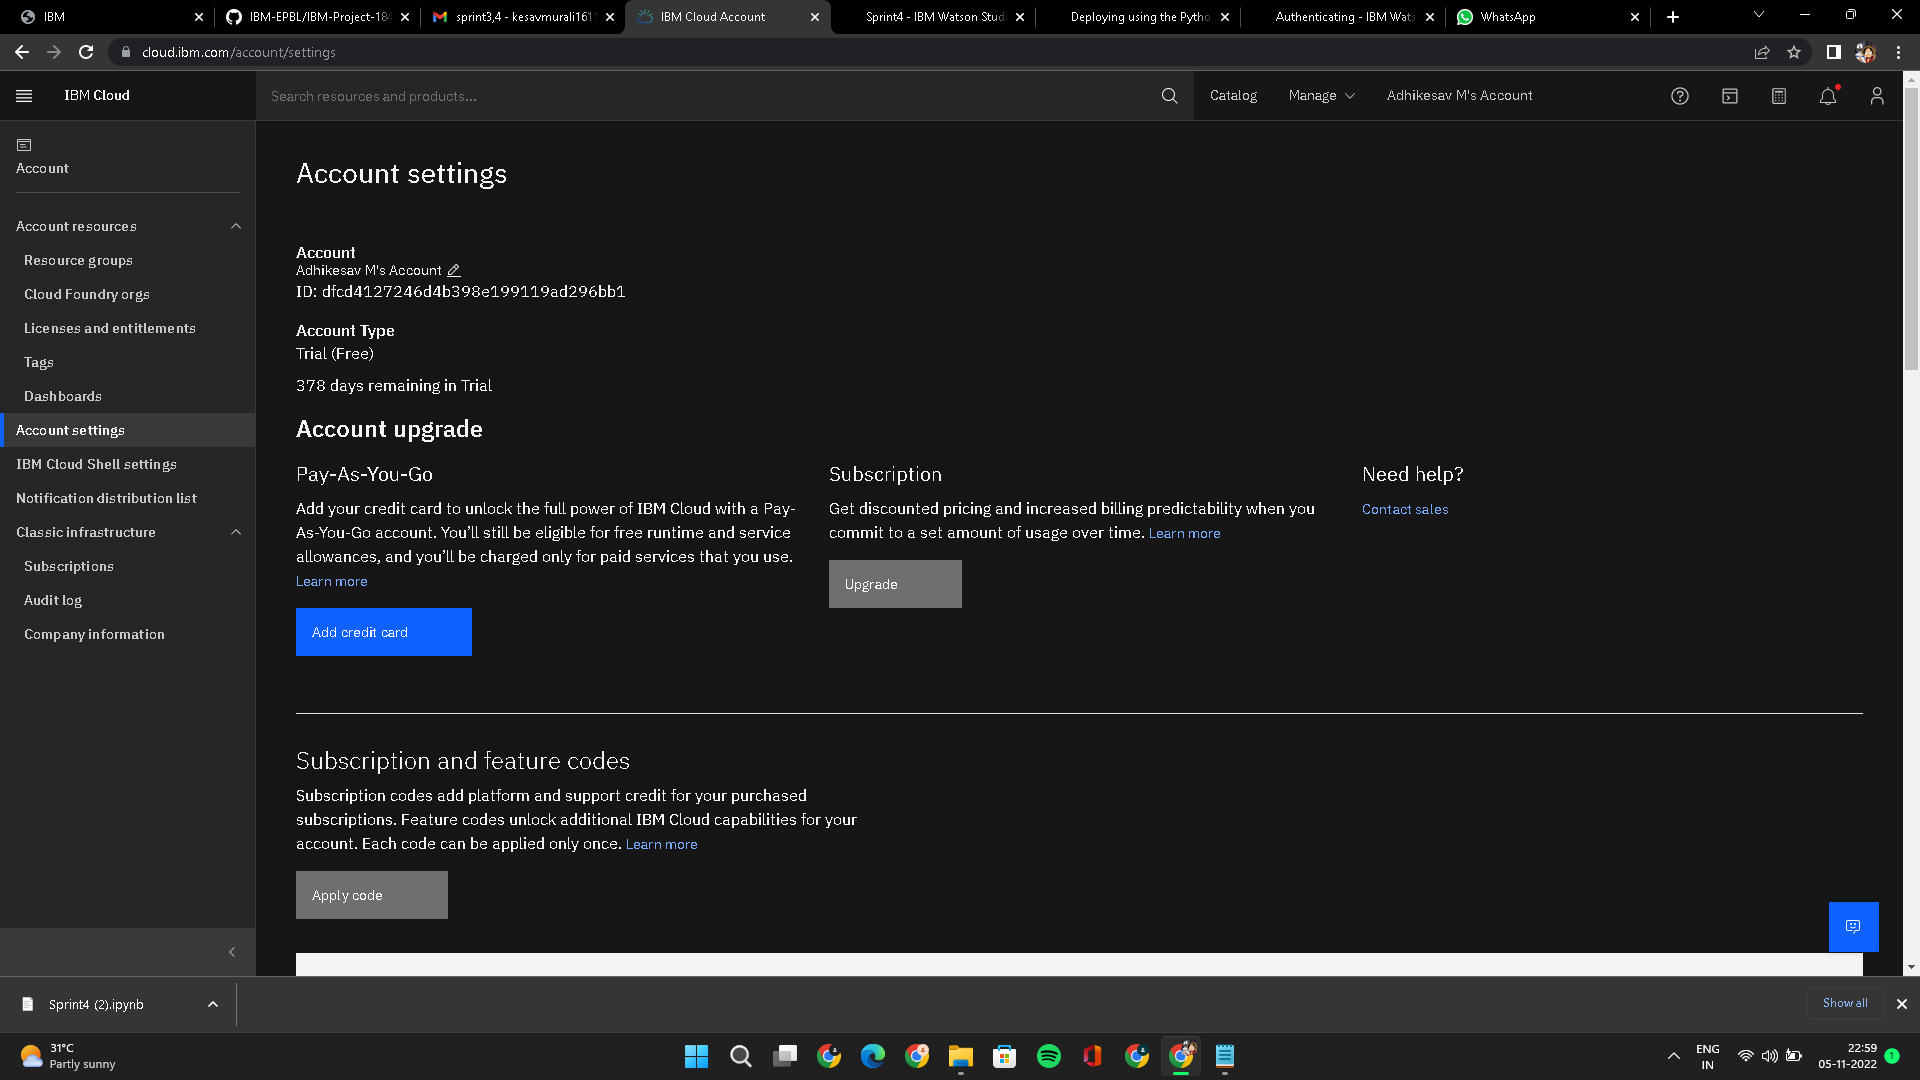 IBM
IBM-EPBL/IBM-Project-184
sprint3,4 - kesavmurali1611
IBM Cloud Account
Sprint4 - IBM Watson Stud
Deploying using the Pytho
Authenticating - IBM Wats
WhatsApp
cloud.ibm.com/account/settings
IBM Cloud
Search resources and products...
Catalog
Manage
Adhikesav M's Account
Account
Account resources
Resource groups
Cloud Foundry orgs
Licenses and entitlements
Tags
Dashboards
Account settings
IBM Cloud Shell settings
Notification distribution list
Classic infrastructure
Subscriptions
Audit log
Company information
Account settings
Account
Adhikesav M's Account
ID: dfcd4127246d4b398e199119ad296bb1
Account Type
Trial (Free)
378 days remaining in Trial
Account upgrade
Pay-As-You-Go
Add your credit card to unlock the full power of IBM Cloud with a Pay-
As-You-Go account. You’ll still be eligible for free runtime and service
allowances, and you’ll be charged only for paid services that you use.
Learn more
Add credit card
Subscription
Get discounted pricing and increased billing predictability when you
commit to a set amount of usage over time. Learn more
Upgrade
Need help?
Contact sales
Subscription and feature codes
Subscription codes add platform and support credit for your purchased
subscriptions. Feature codes unlock additional IBM Cloud capabilities for your
account. Each code can be applied only once. Learn more
Apply code
Sprint4 (2).ipynb
Show all
31°C
Partly sunny
ENG
IN
22:59
05-11-2022
1